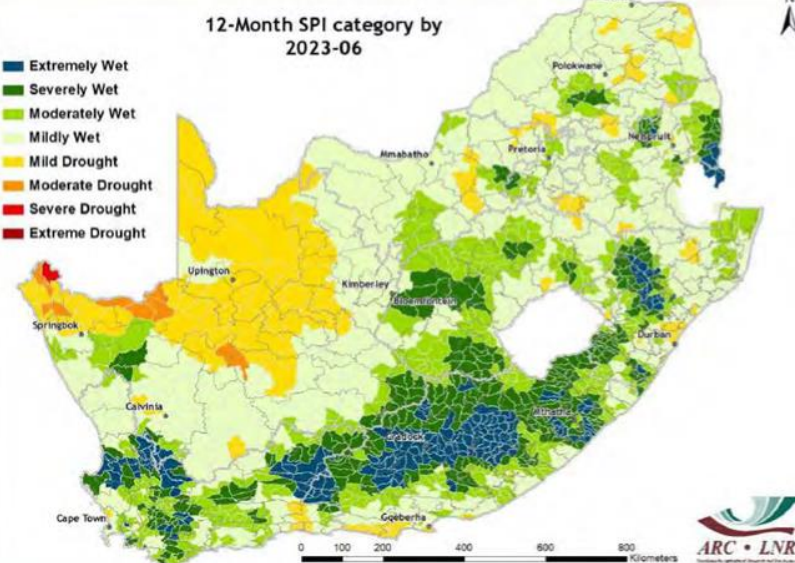 12-Month SPI category by
2023-06
Extremely Wet
Severely Wet
Moderately Wet
Mildly Wet
Mild Drought
Moderate Drought
Severe Drought
Extreme Drought
Polokwane
Nelspruit
Pretoria
Mmabatho
Upington
Kimberley
Bloemfontein
Springbok
Durban
Calvinia
Mthatha
Cradock
Cape Town
Gqeberha
0 100 200 400 600 800
Kilometers
ARC • LNR